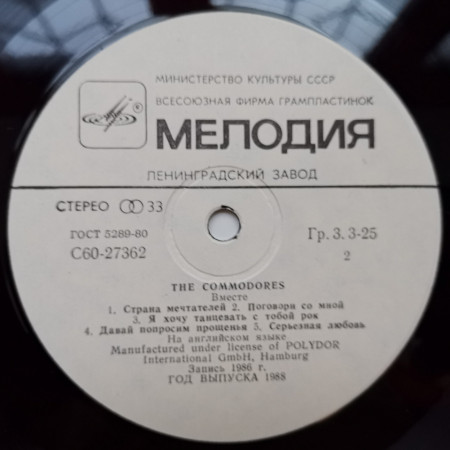 МИНИСТЕРСТВО КУЛЬТУРЫ СССР
ВСЕСОЮЗНАЯ ФИРМА ГРАМПЛАСТИНОК
МЕЛОДИЯ
ЛЕНИНГРАДСКИЙ ЗАВОД
СТЕРЕО 33
ГОСТ 5289-80
Гр. 3. 3-25
С60-27362
2
THE COMMODORES
Вместе
1. Страна мечтателей 2. Поговори со мной
3. Я хочу танцевать с тобой рок
4. Давай попросим прощенья 5. Серьезная любовь
На английском языке
Manufactured under license of POLYDOR
International GmbH, Hamburg
Запись 1986 г.
ГОД ВЫПУСКА 1988